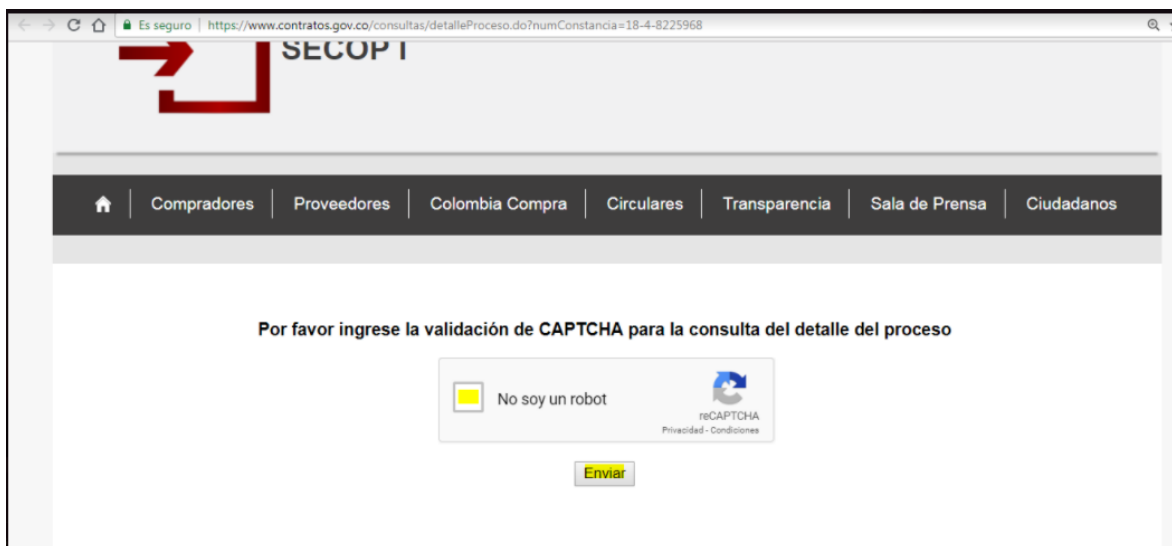 Es seguro | https://www.contratos.gov.co/consultas/detalleProceso.do?numConstancia=18-4-8225968
SECOP I
Compradores | Proveedores | Colombia Compra | Circulares | Transparencia | Sala de Prensa | Ciudadanos
Por favor ingrese la validación de CAPTCHA para la consulta del detalle del proceso
No soy un robot
reCAPTCHA
Privacidad - Condiciones
Enviar